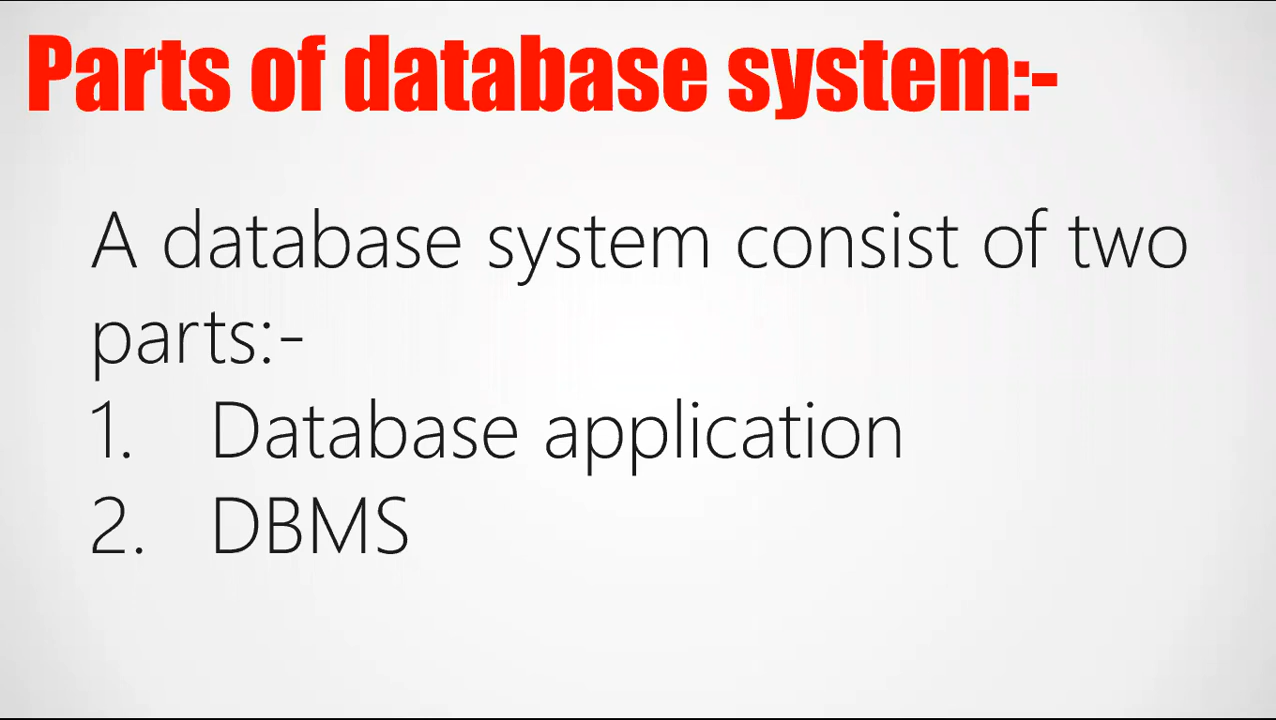 Parts of database system:-
A database system consist of two
parts:-
1. Database application
2. DBMS